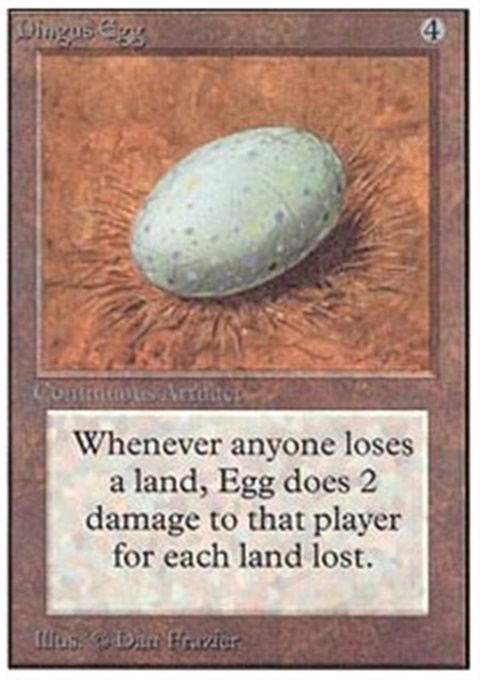 Dingus Egg 4
Continuous Artifact
Whenever anyone loses
a land, Egg does 2
damage to that player
for each land lost.
Illus. © Dan Frazier